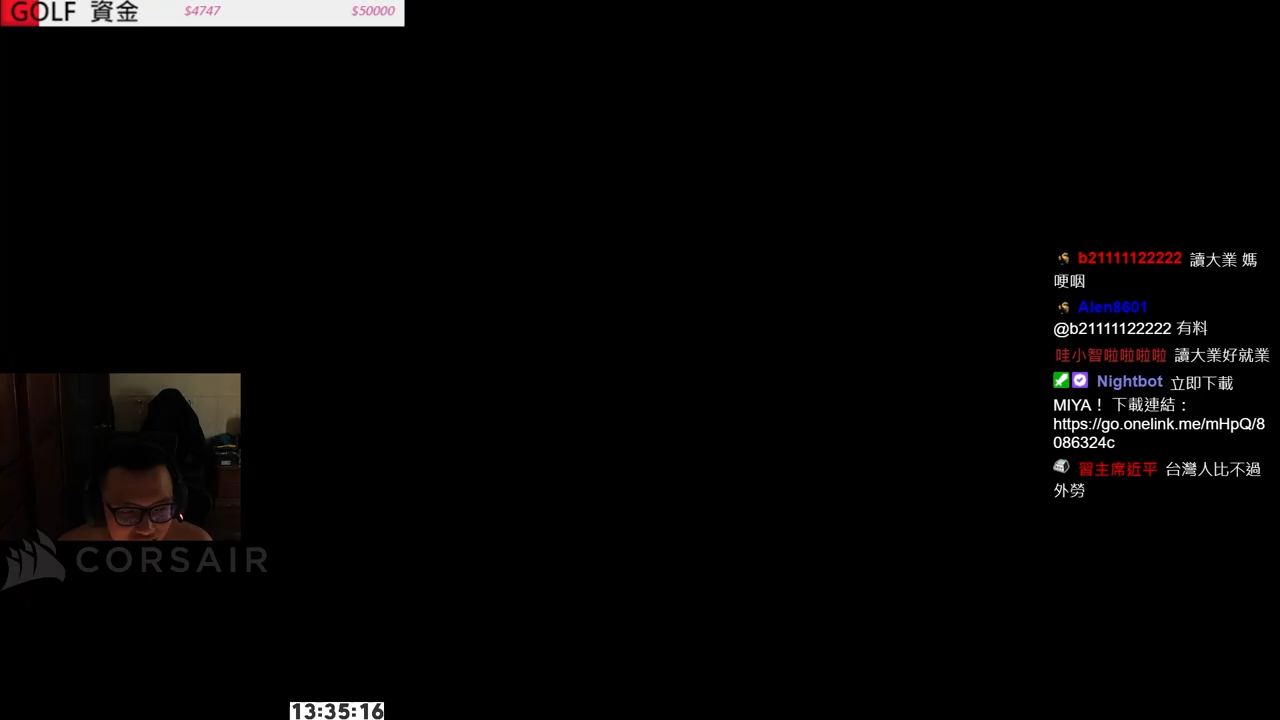 GOLF 資金 $4747 $50000
b21111122222 讀大業 媽
哽咽
Alen8601
@b21111122222 有料
哇小智啦啦啦啦 讀大業好就業
Nightbot 立即下載
MIYA！ 下載連結：
https://go.onelink.me/mHpQ/8
086324c
習主席近平 台灣人比不過
外勞
CORSAIR
13:35:16